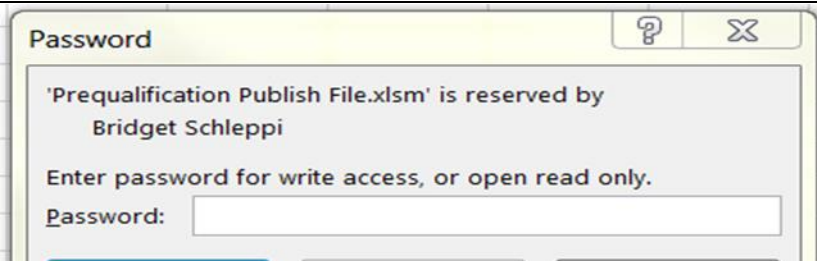 Password
'Prequalification Publish File.xlsm' is reserved by
Bridget Schleppi
Enter password for write access, or open read only.
Password: